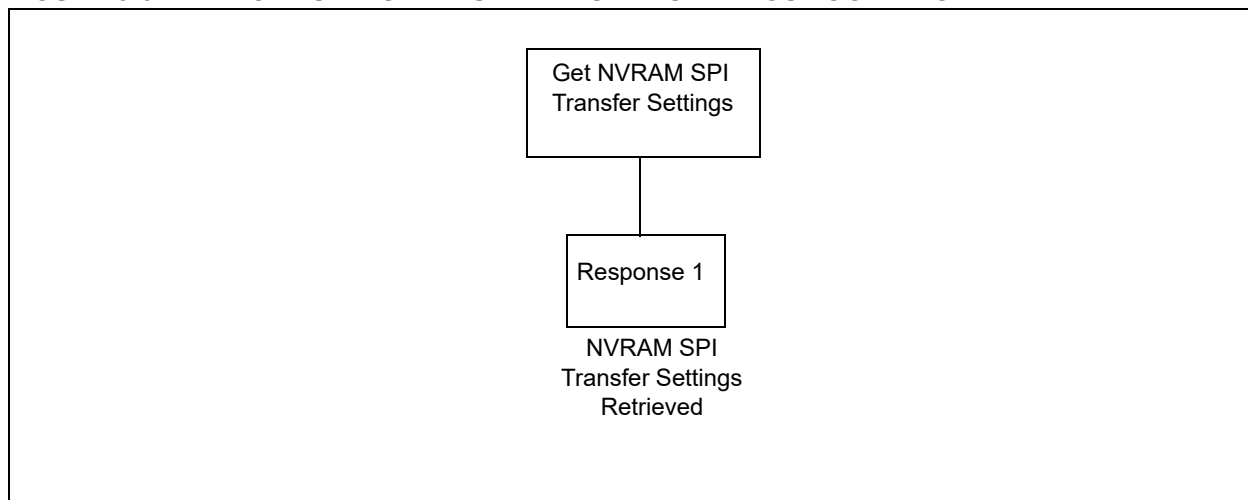 Get NVRAM SPI
Transfer Settings
Response 1
NVRAM SPI
Transfer Settings
Retrieved